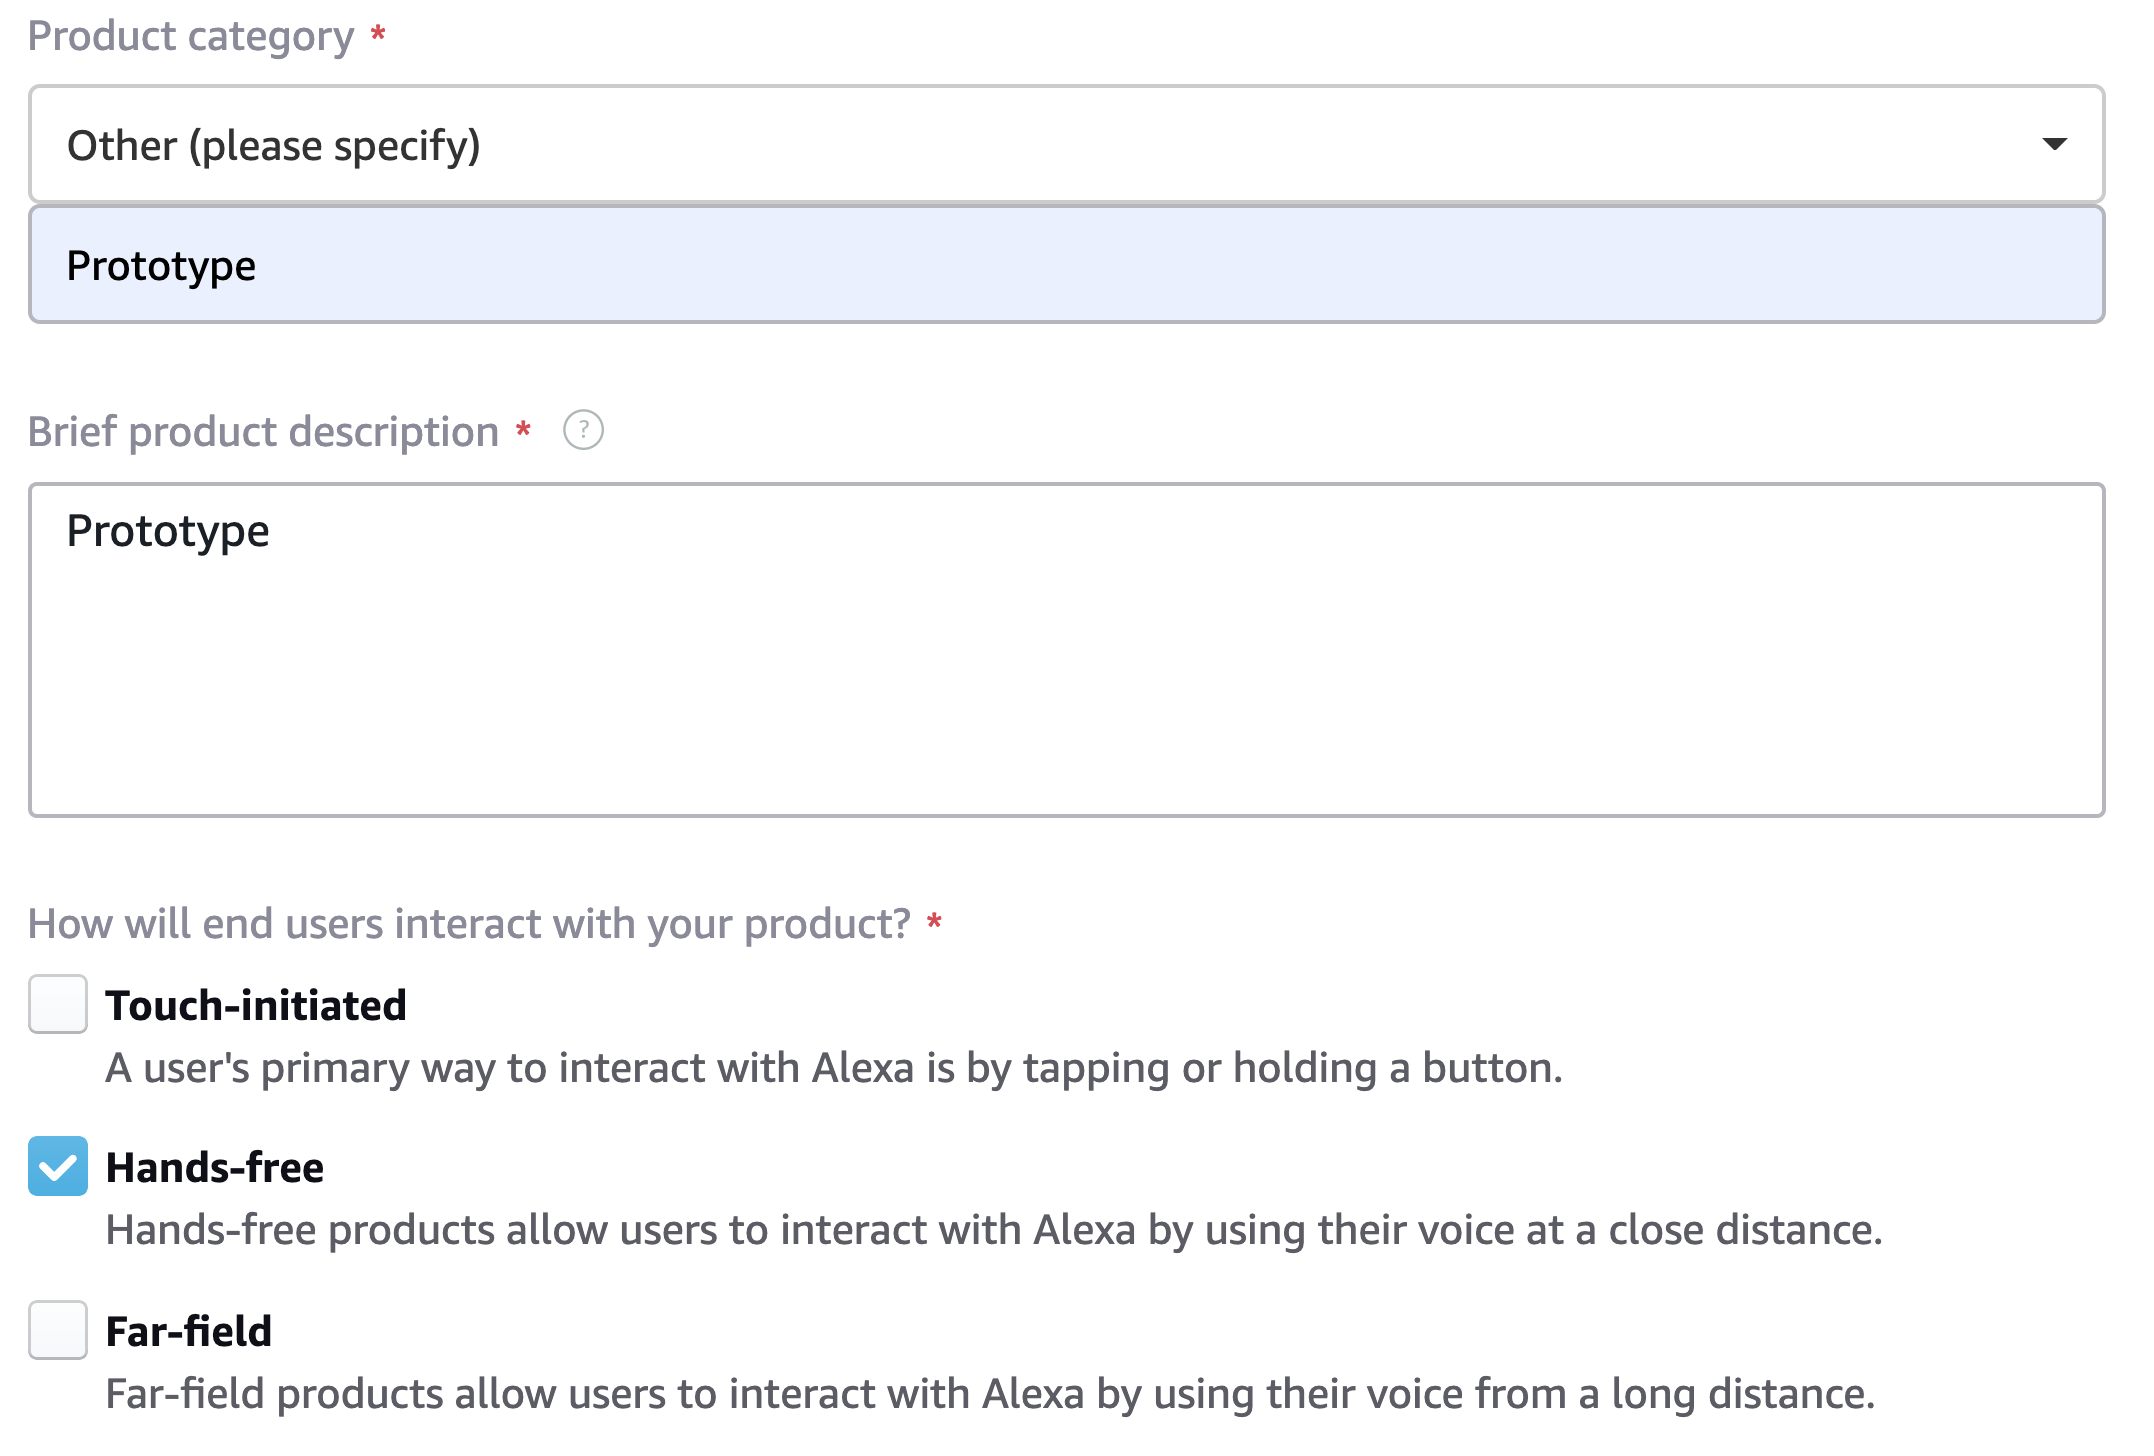 Product category *
Other (please specify)
Prototype
Brief product description * ?
Prototype
How will end users interact with your product? *
Touch-initiated
A user's primary way to interact with Alexa is by tapping or holding a button.
Hands-free
Hands-free products allow users to interact with Alexa by using their voice at a close distance.
Far-field
Far-field products allow users to interact with Alexa by using their voice from a long distance.